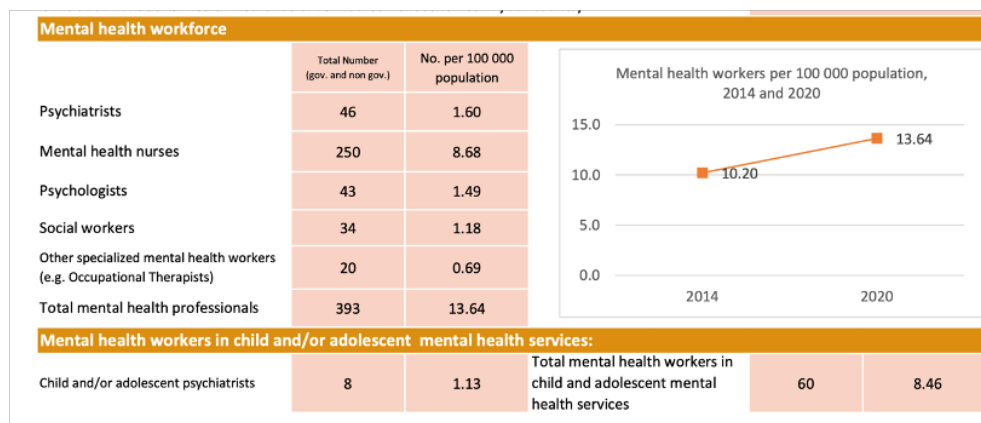 Mental health workforce
Total Number
(gov. and non gov.)
No. per 100 000
population
Psychiatrists 46 1.60
Mental health nurses 250 8.68
Psychologists 43 1.49
Social workers 34 1.18
Other specialized mental health workers
(e.g. Occupational Therapists) 20 0.69
Total mental health professionals 393 13.64
Mental health workers per 100 000 population,
2014 and 2020
15.0
10.0
5.0
0.0
10.20
13.64
2014 2020
Mental health workers in child and/or adolescent mental health services:
Child and/or adolescent psychiatrists 8 1.13
Total mental health workers in
child and adolescent mental
health services
60 8.46